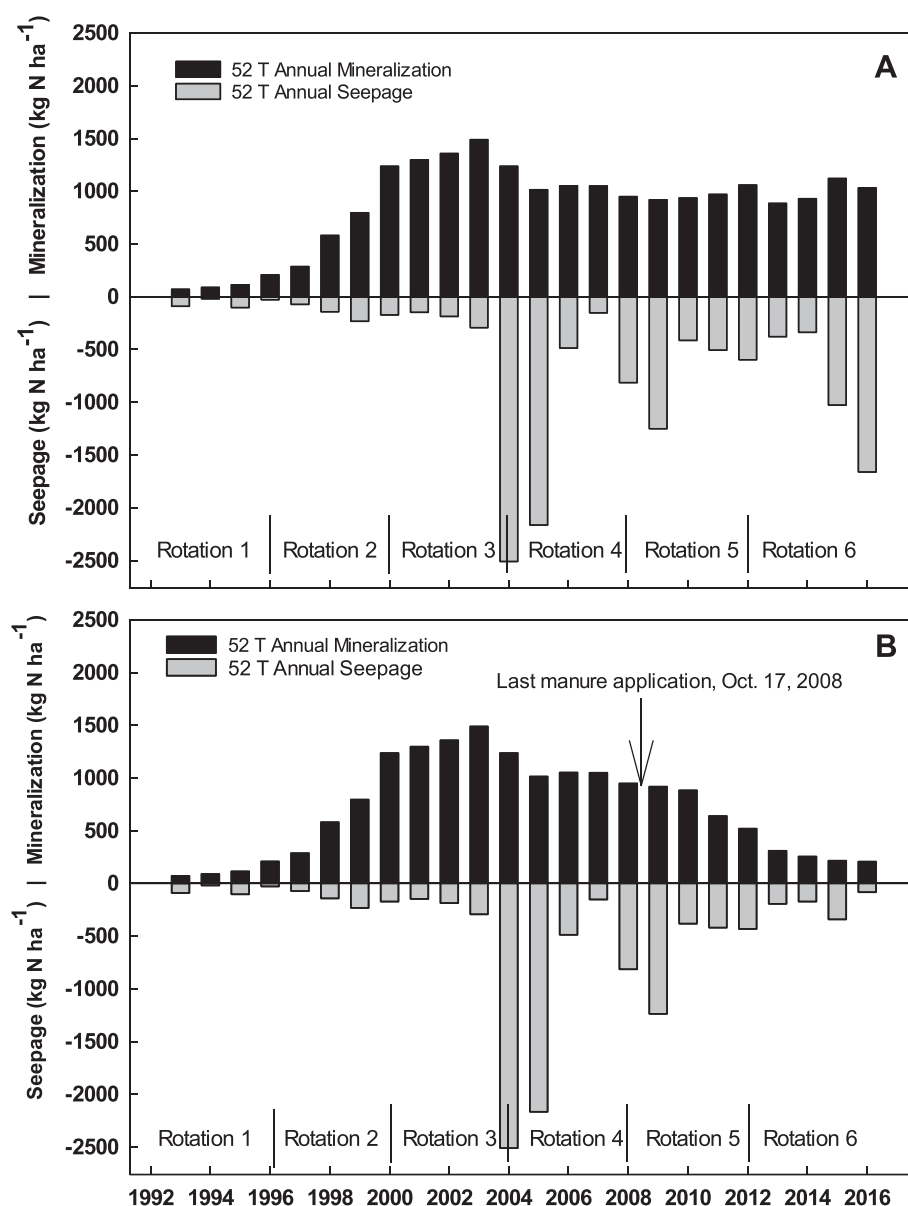 2500
A
52 T Annual Mineralization
2000
52 T Annual Seepage
1500
1000
500
0
-500
-1000
-1500
-2000
-2500
Seepage (kg N ha⁻¹) | Mineralization (kg N ha⁻¹)
Rotation 1 Rotation 2 Rotation 3 Rotation 4 Rotation 5 Rotation 6
2500
B
52 T Annual Mineralization
2000
52 T Annual Seepage
Last manure application, Oct. 17, 2008
1500
1000
500
0
-500
-1000
-1500
-2000
-2500
Seepage (kg N ha⁻¹) | Mineralization (kg N ha⁻¹)
Rotation 1 Rotation 2 Rotation 3 Rotation 4 Rotation 5 Rotation 6
1992 1994 1996 1998 2000 2002 2004 2006 2008 2010 2012 2014 2016